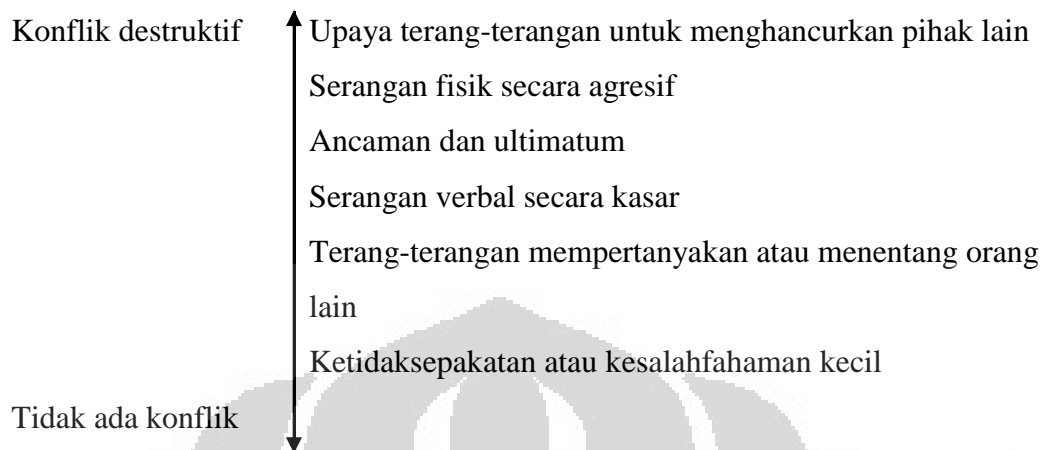 Konflik destruktif Upaya terang-terangan untuk menghancurkan pihak lain
Serangan fisik secara agresif
Ancaman dan ultimatum
Serangan verbal secara kasar
Terang-terangan mempertanyakan atau menentang orang
lain
Ketidaksepakatan atau kesalahfahaman kecil
Tidak ada konflik